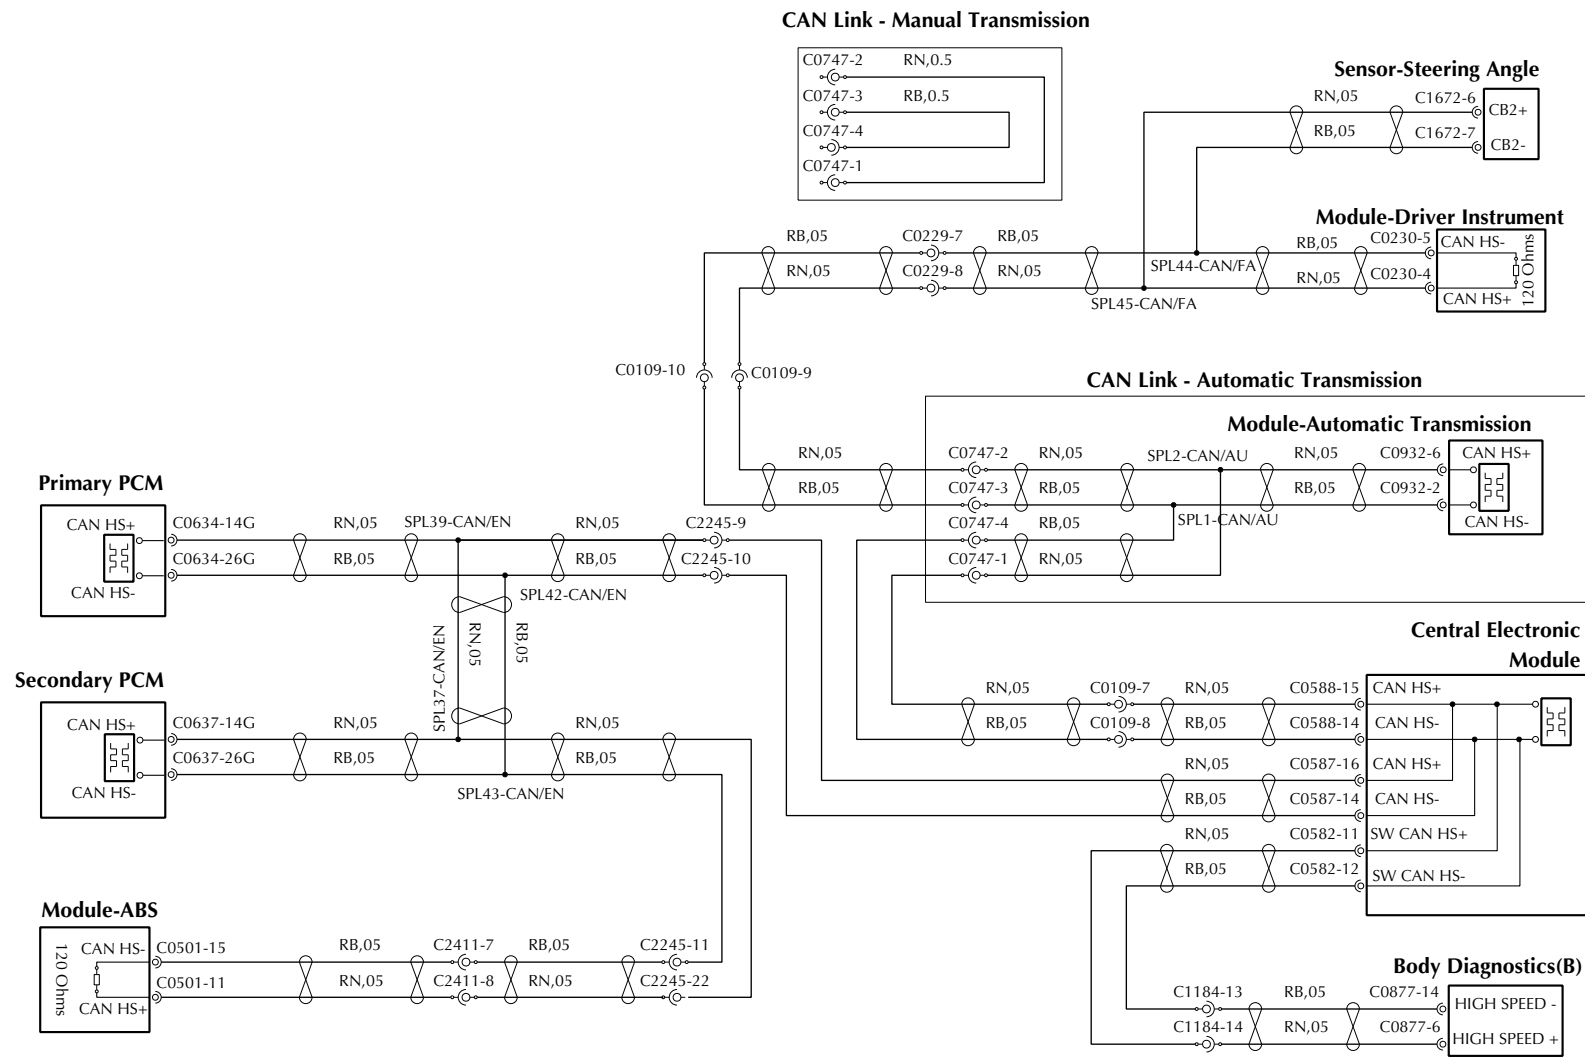 CAN Link - Manual Transmission
C0747-2 RN,0.5
C0747-3 RB,0.5
C0747-4
C0747-1
Sensor-Steering Angle
RN,05 C1672-6 CB2+
RB,05 C1672-7 CB2-
Module-Driver Instrument
RB,05 C0229-7 RB,05 RB,05 C0230-5 CAN HS-
SPL44-CAN/FA
RN,05 C0229-8 RN,05 RN,05 C0230-4
SPL45-CAN/FA
CAN HS+
120 Ohms
C0109-10 C0109-9
CAN Link - Automatic Transmission
Module-Automatic Transmission
RN,05 C0747-2 RN,05 SPL2-CAN/AU RN,05 C0932-6 CAN HS+
RB,05 C0747-3 RB,05 RB,05 C0932-2
SPL1-CAN/AU CAN HS-
C0747-4 RB,05
C0747-1 RN,05
Primary PCM
CAN HS+ C0634-14G RN,05 SPL39-CAN/EN RN,05 C2245-9
C0634-26G RB,05 RB,05 C2245-10
CAN HS-
SPL42-CAN/EN
SPL37-CAN/EN
RN,05
RB,05
Secondary PCM
CAN HS+ C0637-14G RN,05 RN,05
C0637-26G RB,05 RB,05
CAN HS-
SPL43-CAN/EN
Central Electronic
Module
RN,05 C0109-7 RN,05 C0588-15 CAN HS+
RB,05 C0109-8 RB,05 C0588-14 CAN HS-
RN,05 C0587-16 CAN HS+
RB,05 C0587-14 CAN HS-
RN,05 C0582-11 SW CAN HS+
RB,05 C0582-12 SW CAN HS-
Module-ABS
120 Ohms
CAN HS- C0501-15 RB,05 C2411-7 RB,05 C2245-11
C0501-11 RN,05 C2411-8 RN,05 C2245-22
CAN HS+
Body Diagnostics(B)
C1184-13 RB,05 C0877-14 HIGH SPEED -
C1184-14 RN,05 C0877-6 HIGH SPEED +